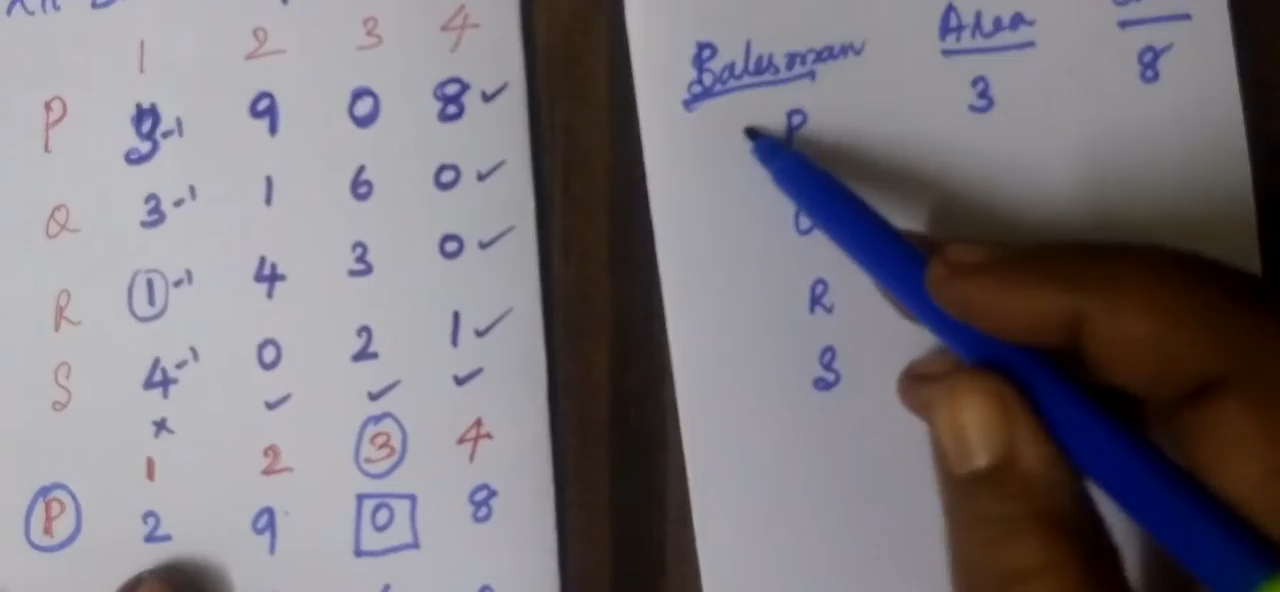 1 2 3 4
P 3-1 9 0 8 ✓
Q 3-1 1 6 0 ✓
R 1-1 4 3 0 ✓
S 4-1 0 2 1 ✓
× ✓ ✓ ✓
1 2 3 4
P 2 9 0 8
Salesman Area
P 3 8
Q
R
S